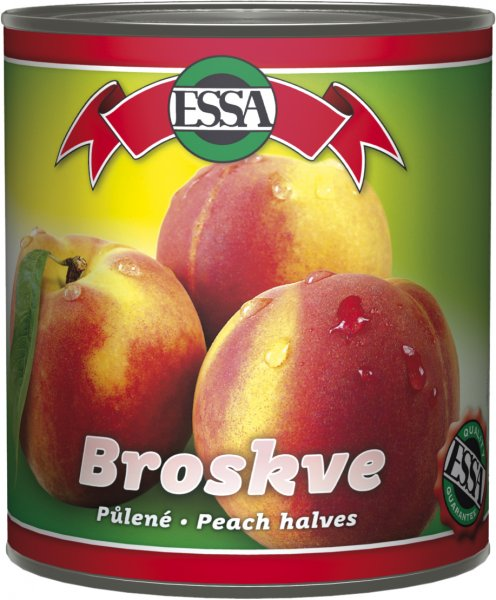 ESSA
Broskve
Půlené • Peach halves
QUALITY
ESSA
GUARANTEE